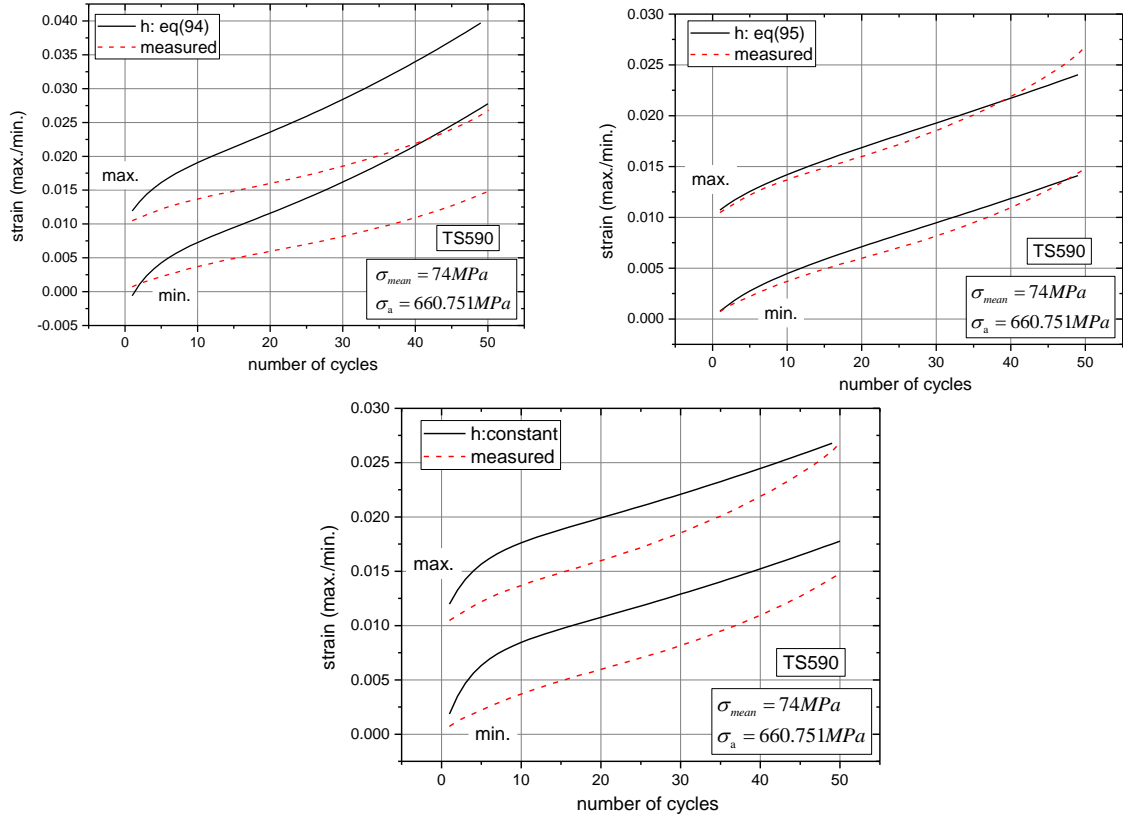 h: eq(94)
measured
0.040
0.035
0.030
0.025
0.020
0.015
0.010
0.005
0.000
-0.005
strain (max./min.)
max.
min.
TS590
σmean = 74MPa
σa = 660.751MPa
0 10 20 30 40 50
number of cycles
h: eq(95)
measured
0.030
0.025
0.020
0.015
0.010
0.005
0.000
strain (max./min.)
max.
min.
TS590
σmean = 74MPa
σa = 660.751MPa
0 10 20 30 40 50
number of cycles
h:constant
measured
0.030
0.025
0.020
0.015
0.010
0.005
0.000
strain (max./min.)
max.
min.
TS590
σmean = 74MPa
σa = 660.751MPa
0 10 20 30 40 50
number of cycles